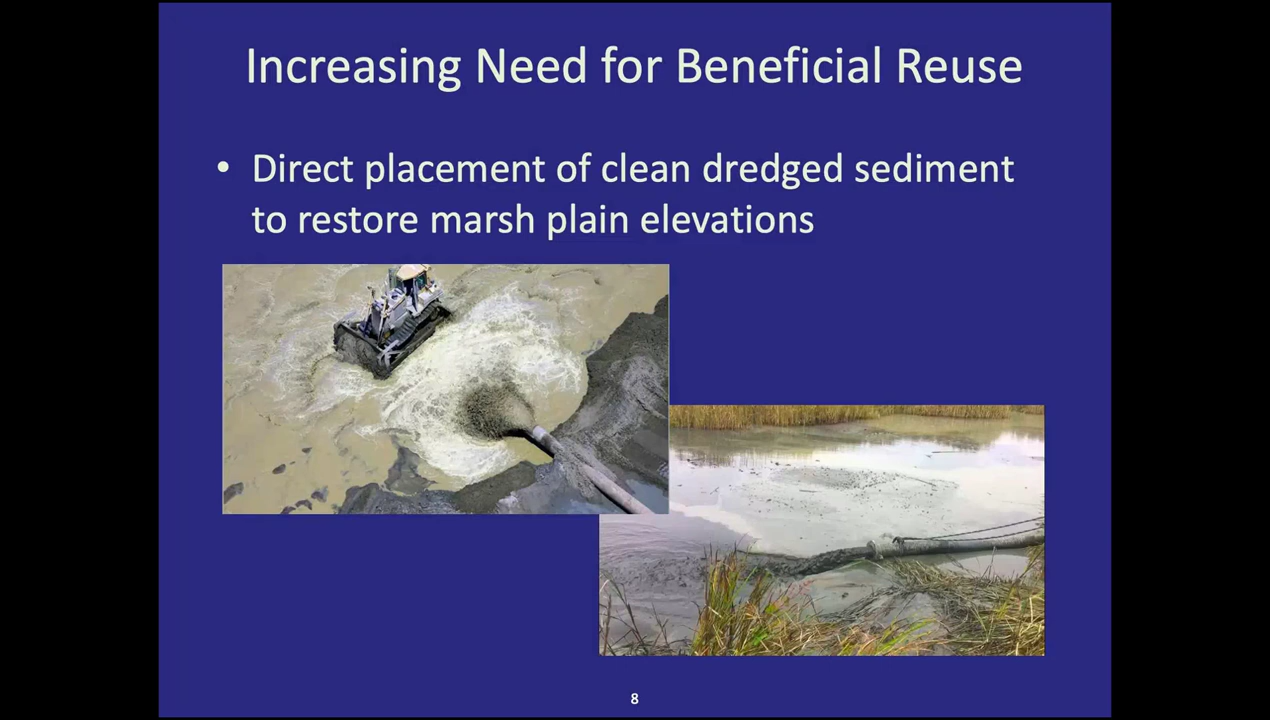 Increasing Need for Beneficial Reuse
• Direct placement of clean dredged sediment
to restore marsh plain elevations
8